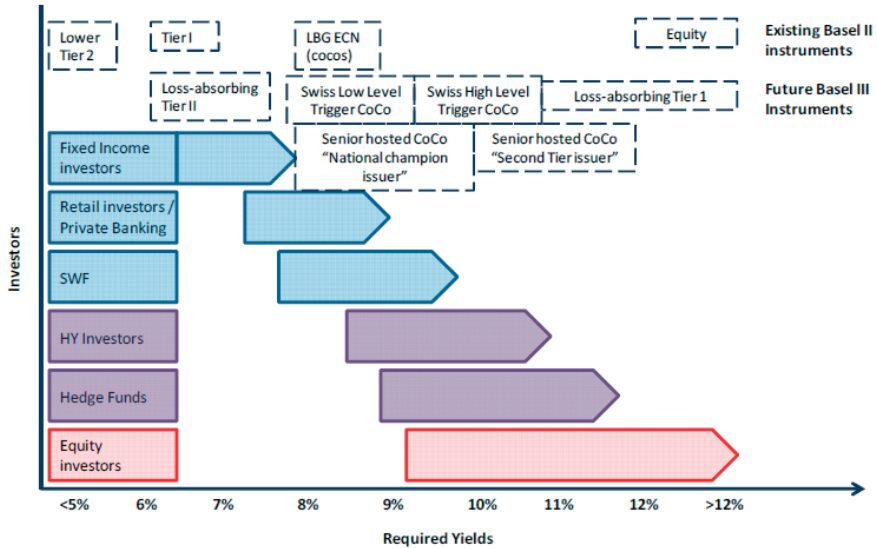 Lower
Tier 2
Tier I
LBG ECN
(cocos)
Equity
Existing Basel II
instruments
Loss-absorbing
Tier II
Swiss Low Level
Trigger CoCo
Swiss High Level
Trigger CoCo
Loss-absorbing Tier 1
Future Basel III
Instruments
Senior hosted CoCo
“National champion
issuer”
Senior hosted CoCo
“Second Tier issuer”
Investors
Fixed Income
investors
Retail investors /
Private Banking
SWF
HY Investors
Hedge Funds
Equity
investors
<5% 6% 7% 8% 9% 10% 11% 12% >12%
Required Yields